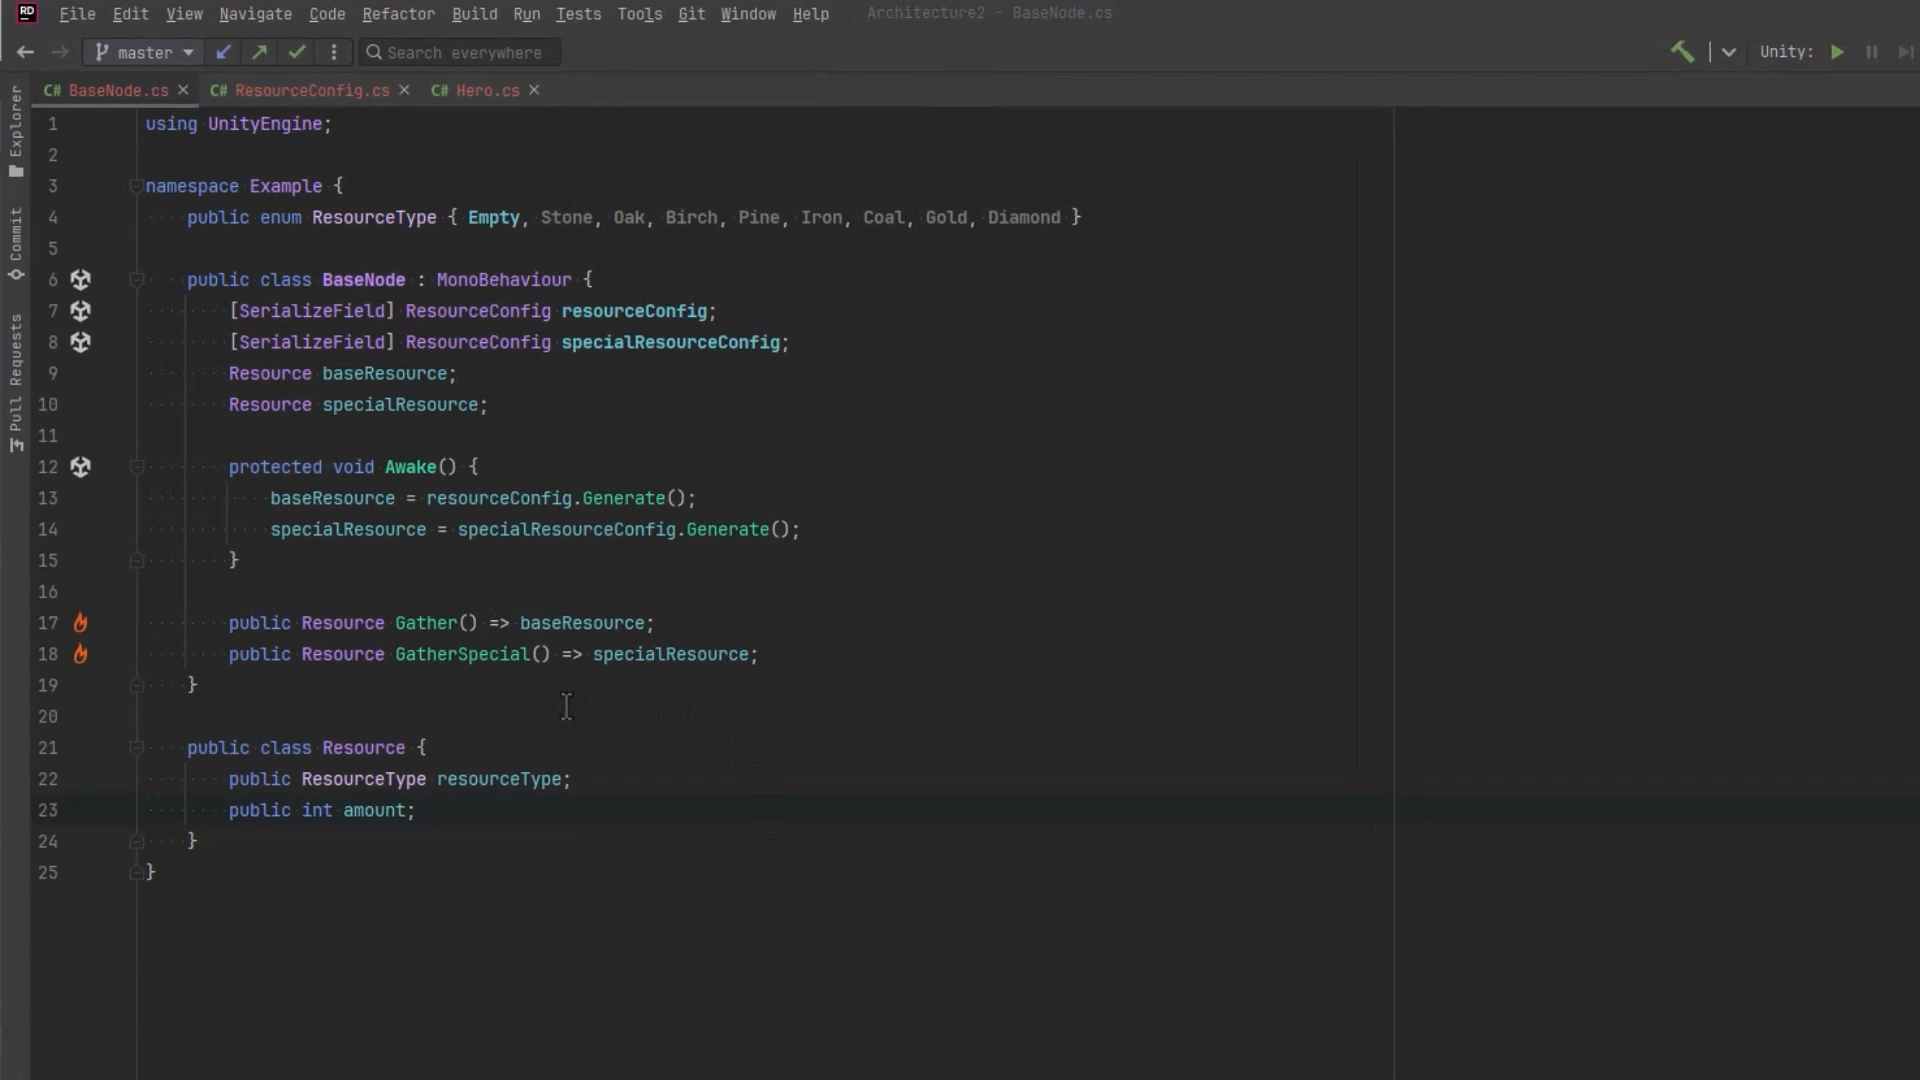 RD File Edit View Navigate Code Refactor Build Run Tests Tools Git Window Help Architecture2 - BaseNode.cs
master Search everywhere Unity:
C# BaseNode.cs C# ResourceConfig.cs C# Hero.cs
Explorer
Commit
Pull Requests
1 using UnityEngine;
2
3 namespace Example {
4 public enum ResourceType { Empty, Stone, Oak, Birch, Pine, Iron, Coal, Gold, Diamond }
5
6 public class BaseNode : MonoBehaviour {
7 [SerializeField] ResourceConfig resourceConfig;
8 [SerializeField] ResourceConfig specialResourceConfig;
9 Resource baseResource;
10 Resource specialResource;
11
12 protected void Awake() {
13 baseResource = resourceConfig.Generate();
14 specialResource = specialResourceConfig.Generate();
15 }
16
17 public Resource Gather() => baseResource;
18 public Resource GatherSpecial() => specialResource;
19 }
20
21 public class Resource {
22 public ResourceType resourceType;
23 public int amount;
24 }
25 }